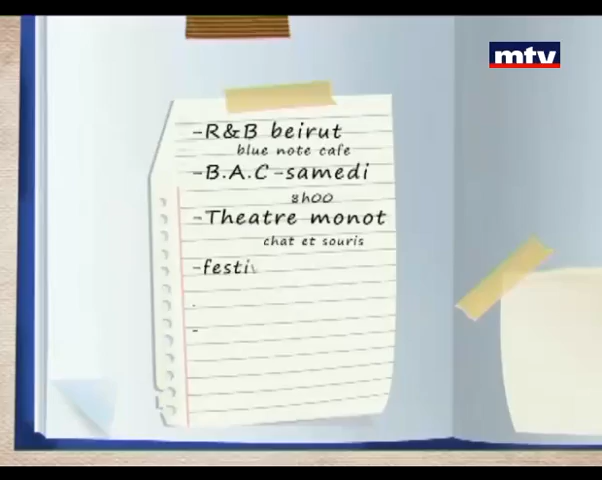 mtv
-R&B beirut
blue note cafe
-B.A.C-samedi
8h00
-Theatre monot
chat et souris
-festi
-